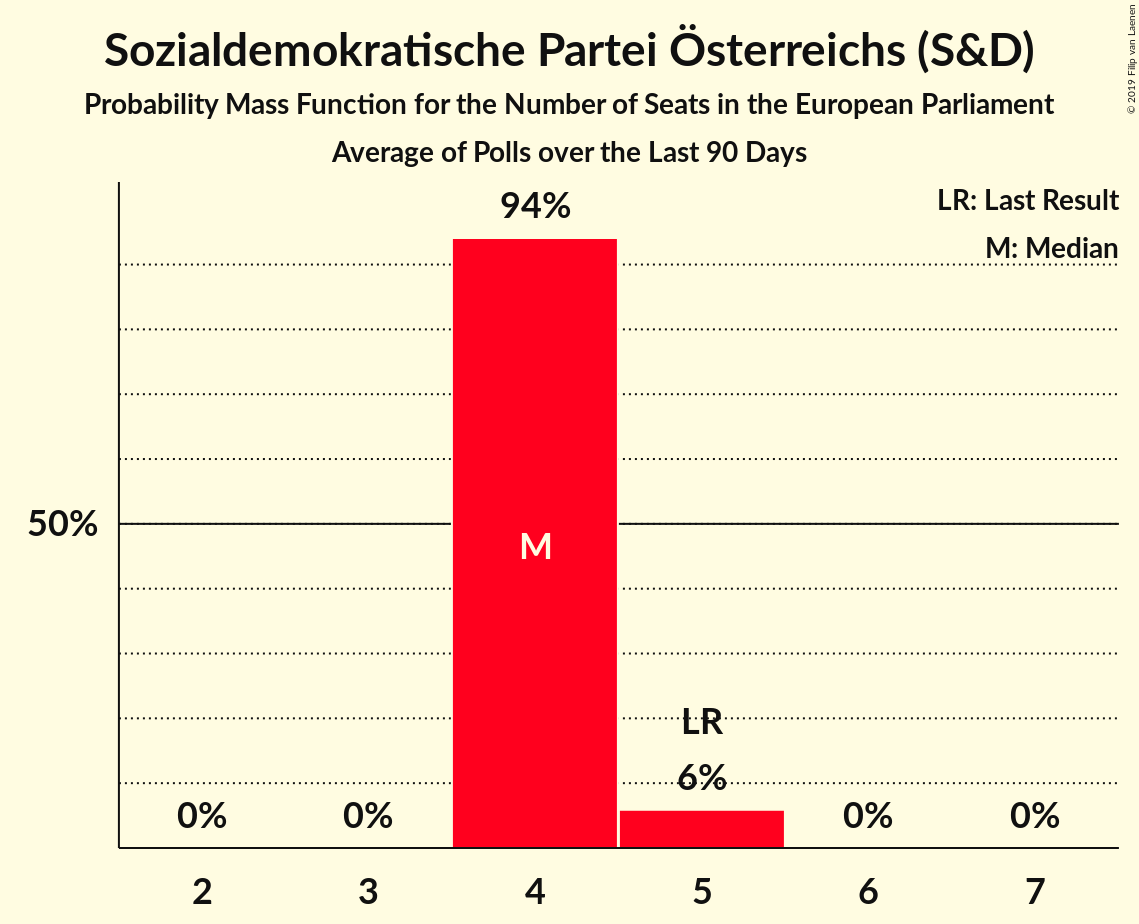 Sozialdemokratische Partei Österreichs (S&D)
Probability Mass Function for the Number of Seats in the European Parliament
Average of Polls over the Last 90 Days
© 2019 Filip van Laenen
LR: Last Result
M: Median
94%
50%
M
LR
6%
0% 0% 0% 0%
2 3 4 5 6 7